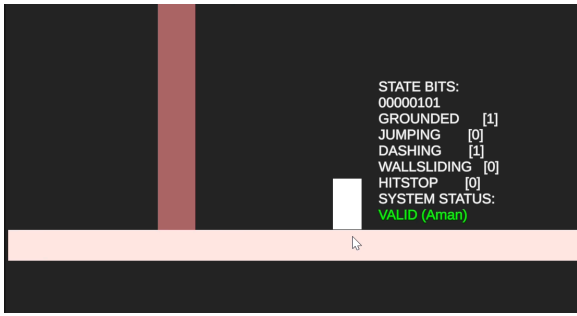 STATE BITS:
00000101
GROUNDED [1]
JUMPING [0]
DASHING [1]
WALLSLIDING [0]
HITSTOP [0]
SYSTEM STATUS:
VALID (Aman)